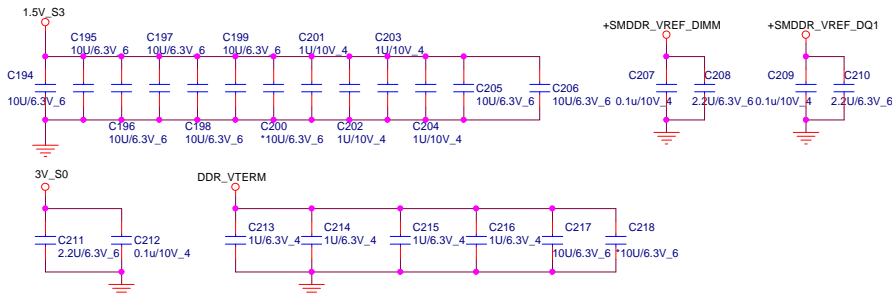 1.5V_S3
C195
10U/6.3V_6
C197
10U/6.3V_6
C199
10U/6.3V_6
C201
1U/10V_4
C203
1U/10V_4
C194
10U/6.3V_6
C205
10U/6.3V_6
C206
10U/6.3V_6
C196
10U/6.3V_6
C198
10U/6.3V_6
C200
*10U/6.3V_6
C202
1U/10V_4
C204
1U/10V_4
+SMDDR_VREF_DIMM
C207
0.1u/10V_4
C208
2.2U/6.3V_6
+SMDDR_VREF_DQ1
C209
0.1u/10V_4
C210
2.2U/6.3V_6
3V_S0
C211
2.2U/6.3V_6
C212
0.1u/10V_4
DDR_VTERM
C213
1U/6.3V_4
C214
1U/6.3V_4
C215
1U/6.3V_4
C216
1U/6.3V_4
C217
10U/6.3V_6
C218
*10U/6.3V_6